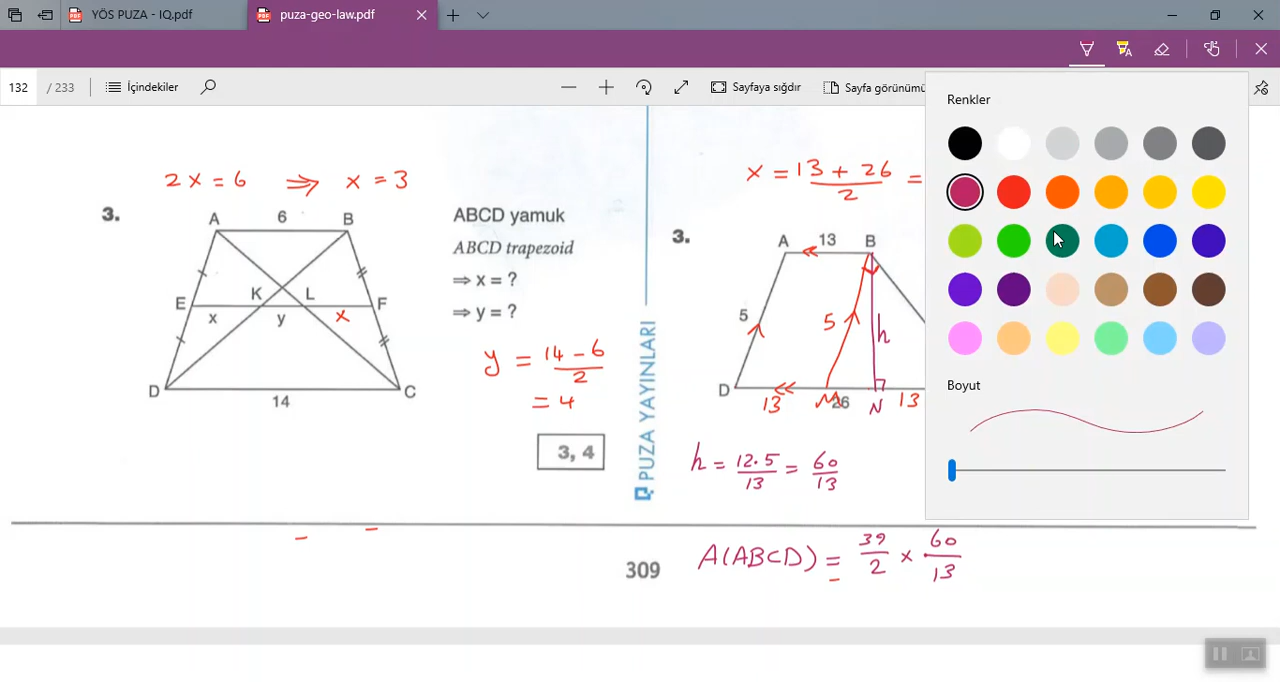 YÖS PUZA - IQ.pdf
puza-geo-law.pdf
132 / 233
İçindekiler
Sayfaya sığdır
Sayfa görünümü
Renkler
Boyut
2x = 6 ⇒ x = 3
3.
A 6 B
E K L F
x y x
D 14 C
ABCD yamuk
ABCD trapezoid
⇒ x = ?
⇒ y = ?
y = 14 - 6 / 2
= 4
3, 4
PUZA YAYINLARI
x = 13 + 26 / 2 =
3.
A 13 B
5 5 h
D 13 M 26 N 13
h = 12.5 / 13 = 60 / 13
309
A(ABCD) = 39 / 2 × 60 / 13